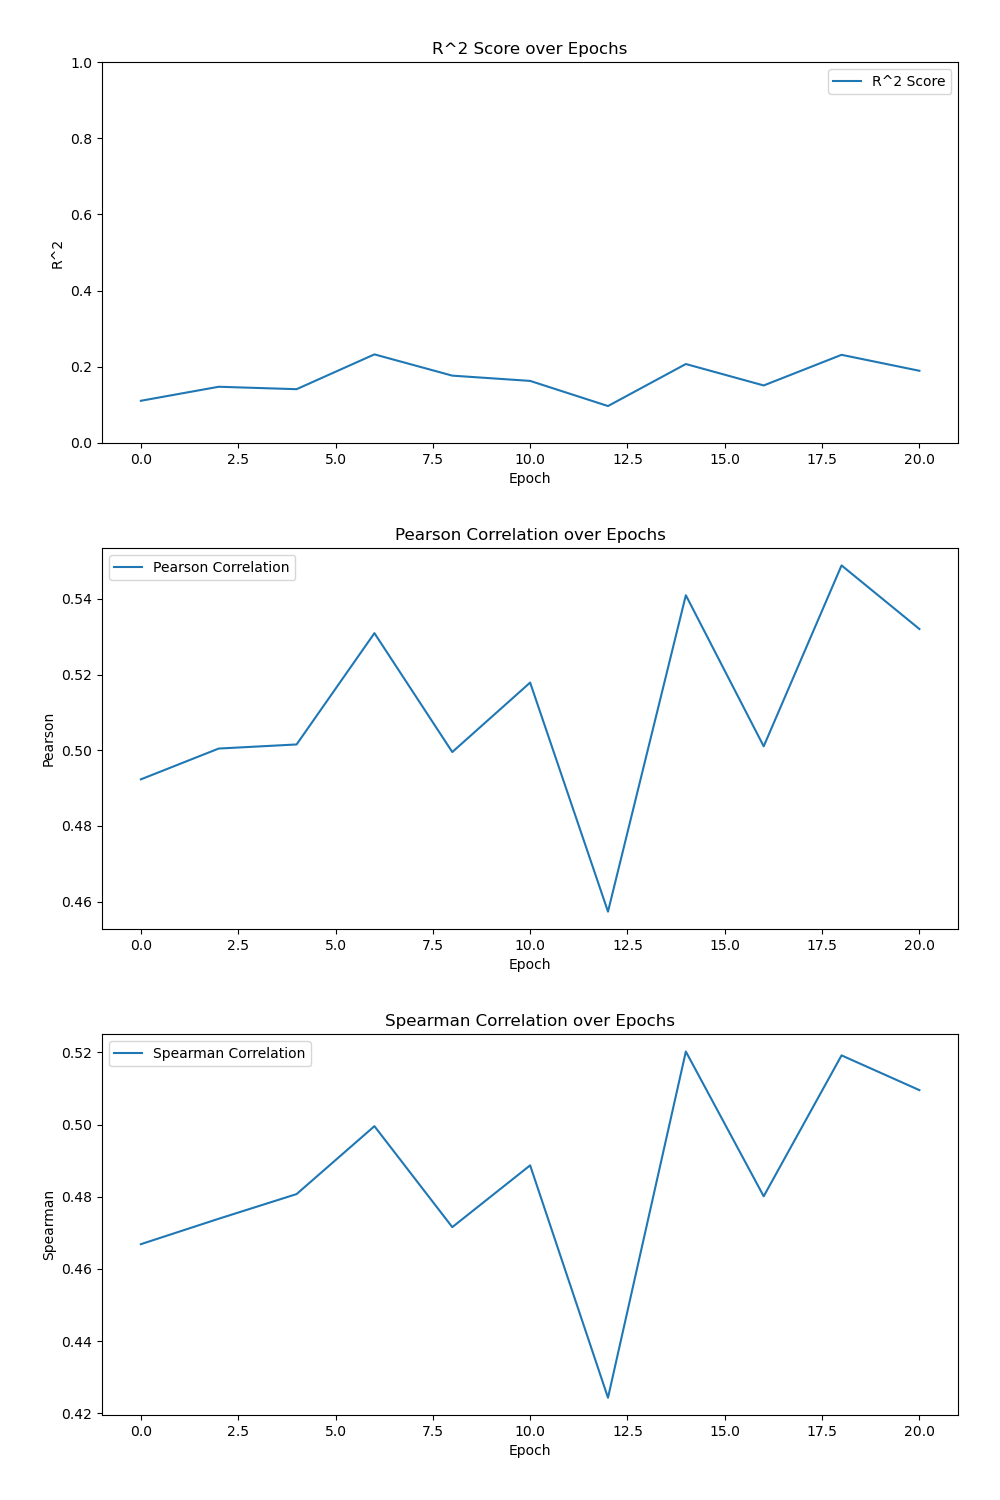 R^2 Score over Epochs
1.0
R^2 Score
0.8
0.6
R^2
0.4
0.2
0.0
0.0 2.5 5.0 7.5 10.0 12.5 15.0 17.5 20.0
Epoch
Pearson Correlation over Epochs
Pearson Correlation
0.54
0.52
Pearson
0.50
0.48
0.46
0.0 2.5 5.0 7.5 10.0 12.5 15.0 17.5 20.0
Epoch
Spearman Correlation over Epochs
Spearman Correlation
0.52
0.50
0.48
Spearman
0.46
0.44
0.42
0.0 2.5 5.0 7.5 10.0 12.5 15.0 17.5 20.0
Epoch